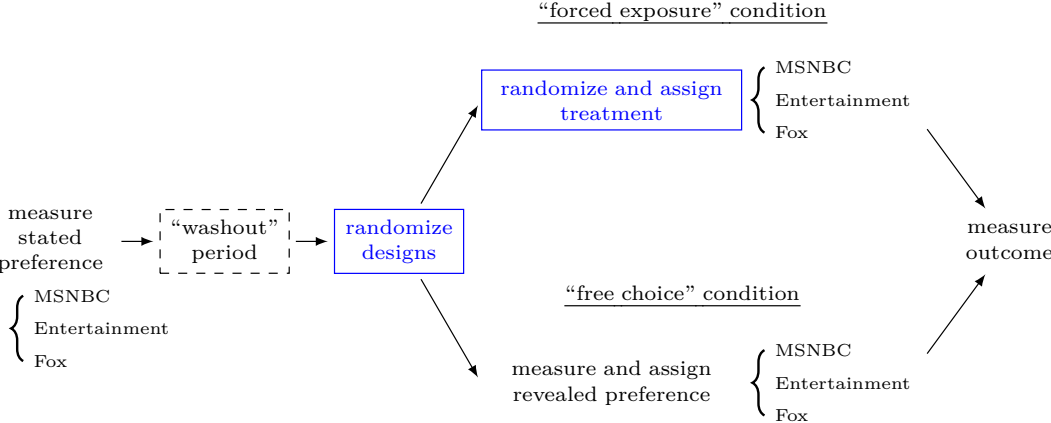 “forced exposure” condition
randomize and assign
treatment
MSNBC
Entertainment
Fox
measure
stated
preference
MSNBC
Entertainment
Fox
“washout”
period
randomize
designs
measure
outcome
“free choice” condition
measure and assign
revealed preference
MSNBC
Entertainment
Fox